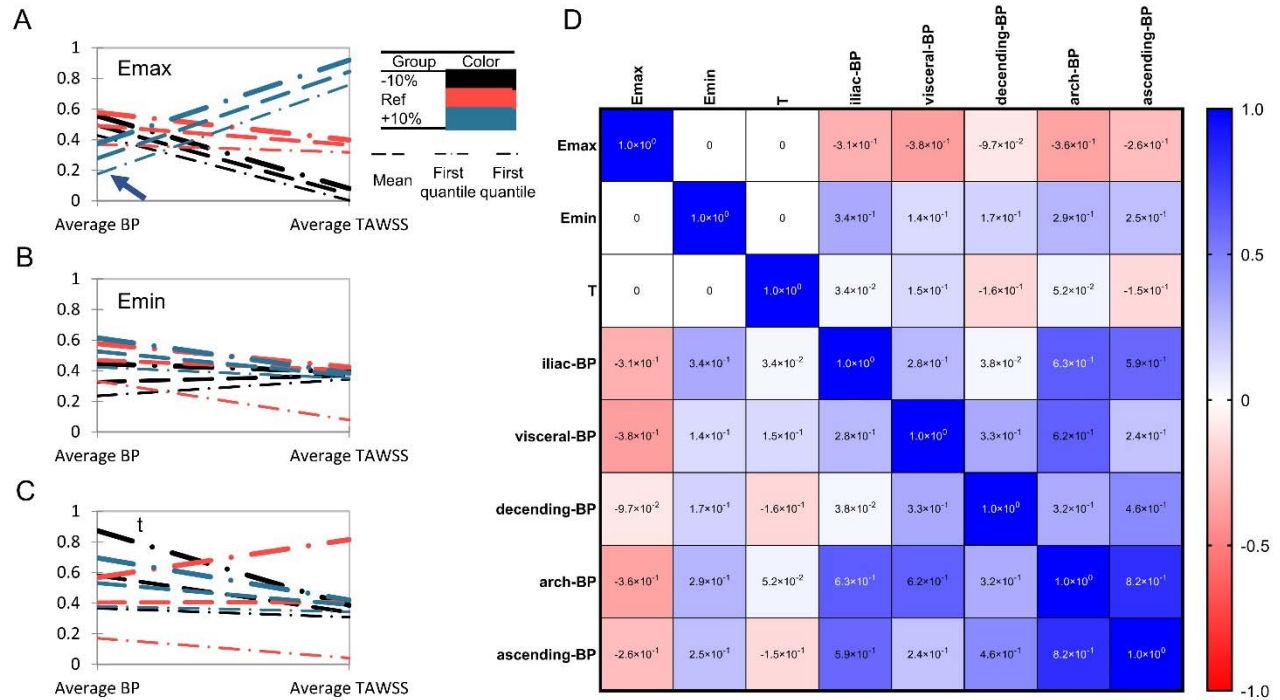 A
1
Emax
0.8
0.6
0.4
0.2
0
Average BP Average TAWSS
Group Color
-10%
Ref
+10%
Mean First quantile First quantile
B
1
Emin
0.8
0.6
0.4
0.2
0
Average BP Average TAWSS
C
1
t
0.8
0.6
0.4
0.2
0
Average BP Average TAWSS
D
Emax Emin T iliac-BP visceral-BP decending-BP arch-BP ascending-BP
Emax 1.0×10⁰ 0 0 -3.1×10⁻¹ -3.8×10⁻¹ -9.7×10⁻² -3.6×10⁻¹ -2.6×10⁻¹
Emin 0 1.0×10⁰ 0 3.4×10⁻¹ 1.4×10⁻¹ 1.7×10⁻¹ 2.9×10⁻¹ 2.5×10⁻¹
T 0 0 1.0×10⁰ 3.4×10⁻² 1.5×10⁻¹ -1.6×10⁻¹ 5.2×10⁻² -1.5×10⁻¹
iliac-BP -3.1×10⁻¹ 3.4×10⁻¹ 3.4×10⁻² 1.0×10⁰ 2.8×10⁻¹ 3.8×10⁻² 6.3×10⁻¹ 5.9×10⁻¹
visceral-BP -3.8×10⁻¹ 1.4×10⁻¹ 1.5×10⁻¹ 2.8×10⁻¹ 1.0×10⁰ 3.3×10⁻¹ 6.2×10⁻¹ 2.4×10⁻¹
decending-BP -9.7×10⁻² 1.7×10⁻¹ -1.6×10⁻¹ 3.8×10⁻² 3.3×10⁻¹ 1.0×10⁰ 3.2×10⁻¹ 4.6×10⁻¹
arch-BP -3.6×10⁻¹ 2.9×10⁻¹ 5.2×10⁻² 6.3×10⁻¹ 6.2×10⁻¹ 3.2×10⁻¹ 1.0×10⁰ 8.2×10⁻¹
ascending-BP -2.6×10⁻¹ 2.5×10⁻¹ -1.5×10⁻¹ 5.9×10⁻¹ 2.4×10⁻¹ 4.6×10⁻¹ 8.2×10⁻¹ 1.0×10⁰
1.0
0.5
0
-0.5
-1.0